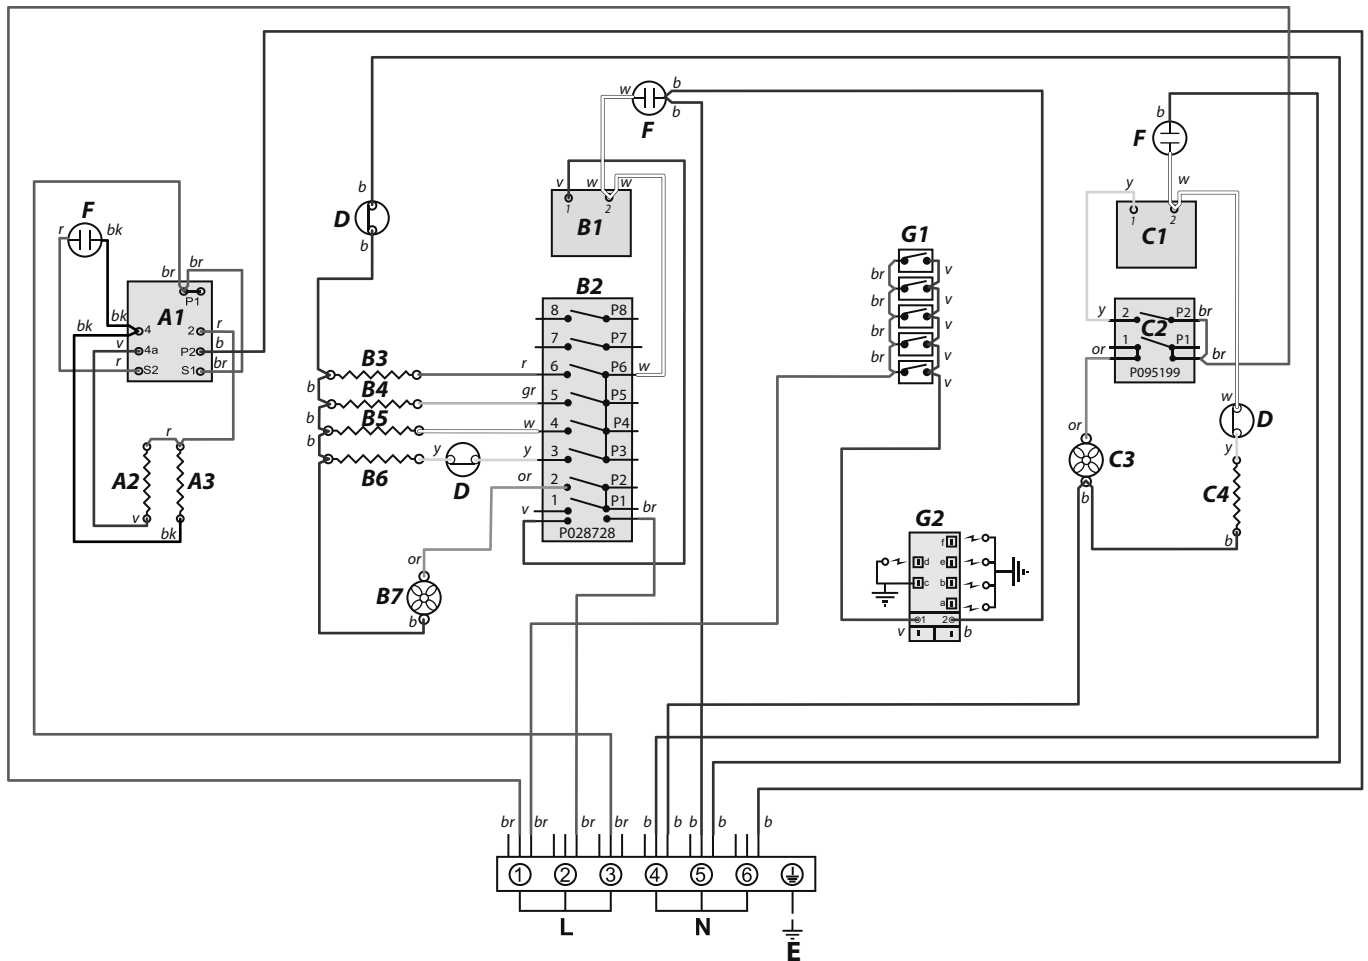 w
b
b
F
b
F
b
D
b
v
w
w
1
2
B1
y
w
1
2
C1
F
r
bk
br
br
P1
A1
bk
bk
4
2
r
v
4a
P2
b
r
S2
S1
br
G1
br
v
br
v
br
v
br
v
v
B2
8
P8
7
P7
B3
r
6
P6
w
b
B4
gr
5
P5
b
B5
w
4
P4
b
B6
y
D
y
3
P3
or
2
P2
v
1
P1
br
P028728
y
2
P2
br
C2
1
P1
or
br
P095199
w
D
or
C3
y
C4
b
b
r
A2
A3
v
bk
or
B7
b
G2
f
d
e
c
b
a
1
2
v
b
br
br
br
br
b
b
b
b
b
1
2
3
4
5
6
L
N
E